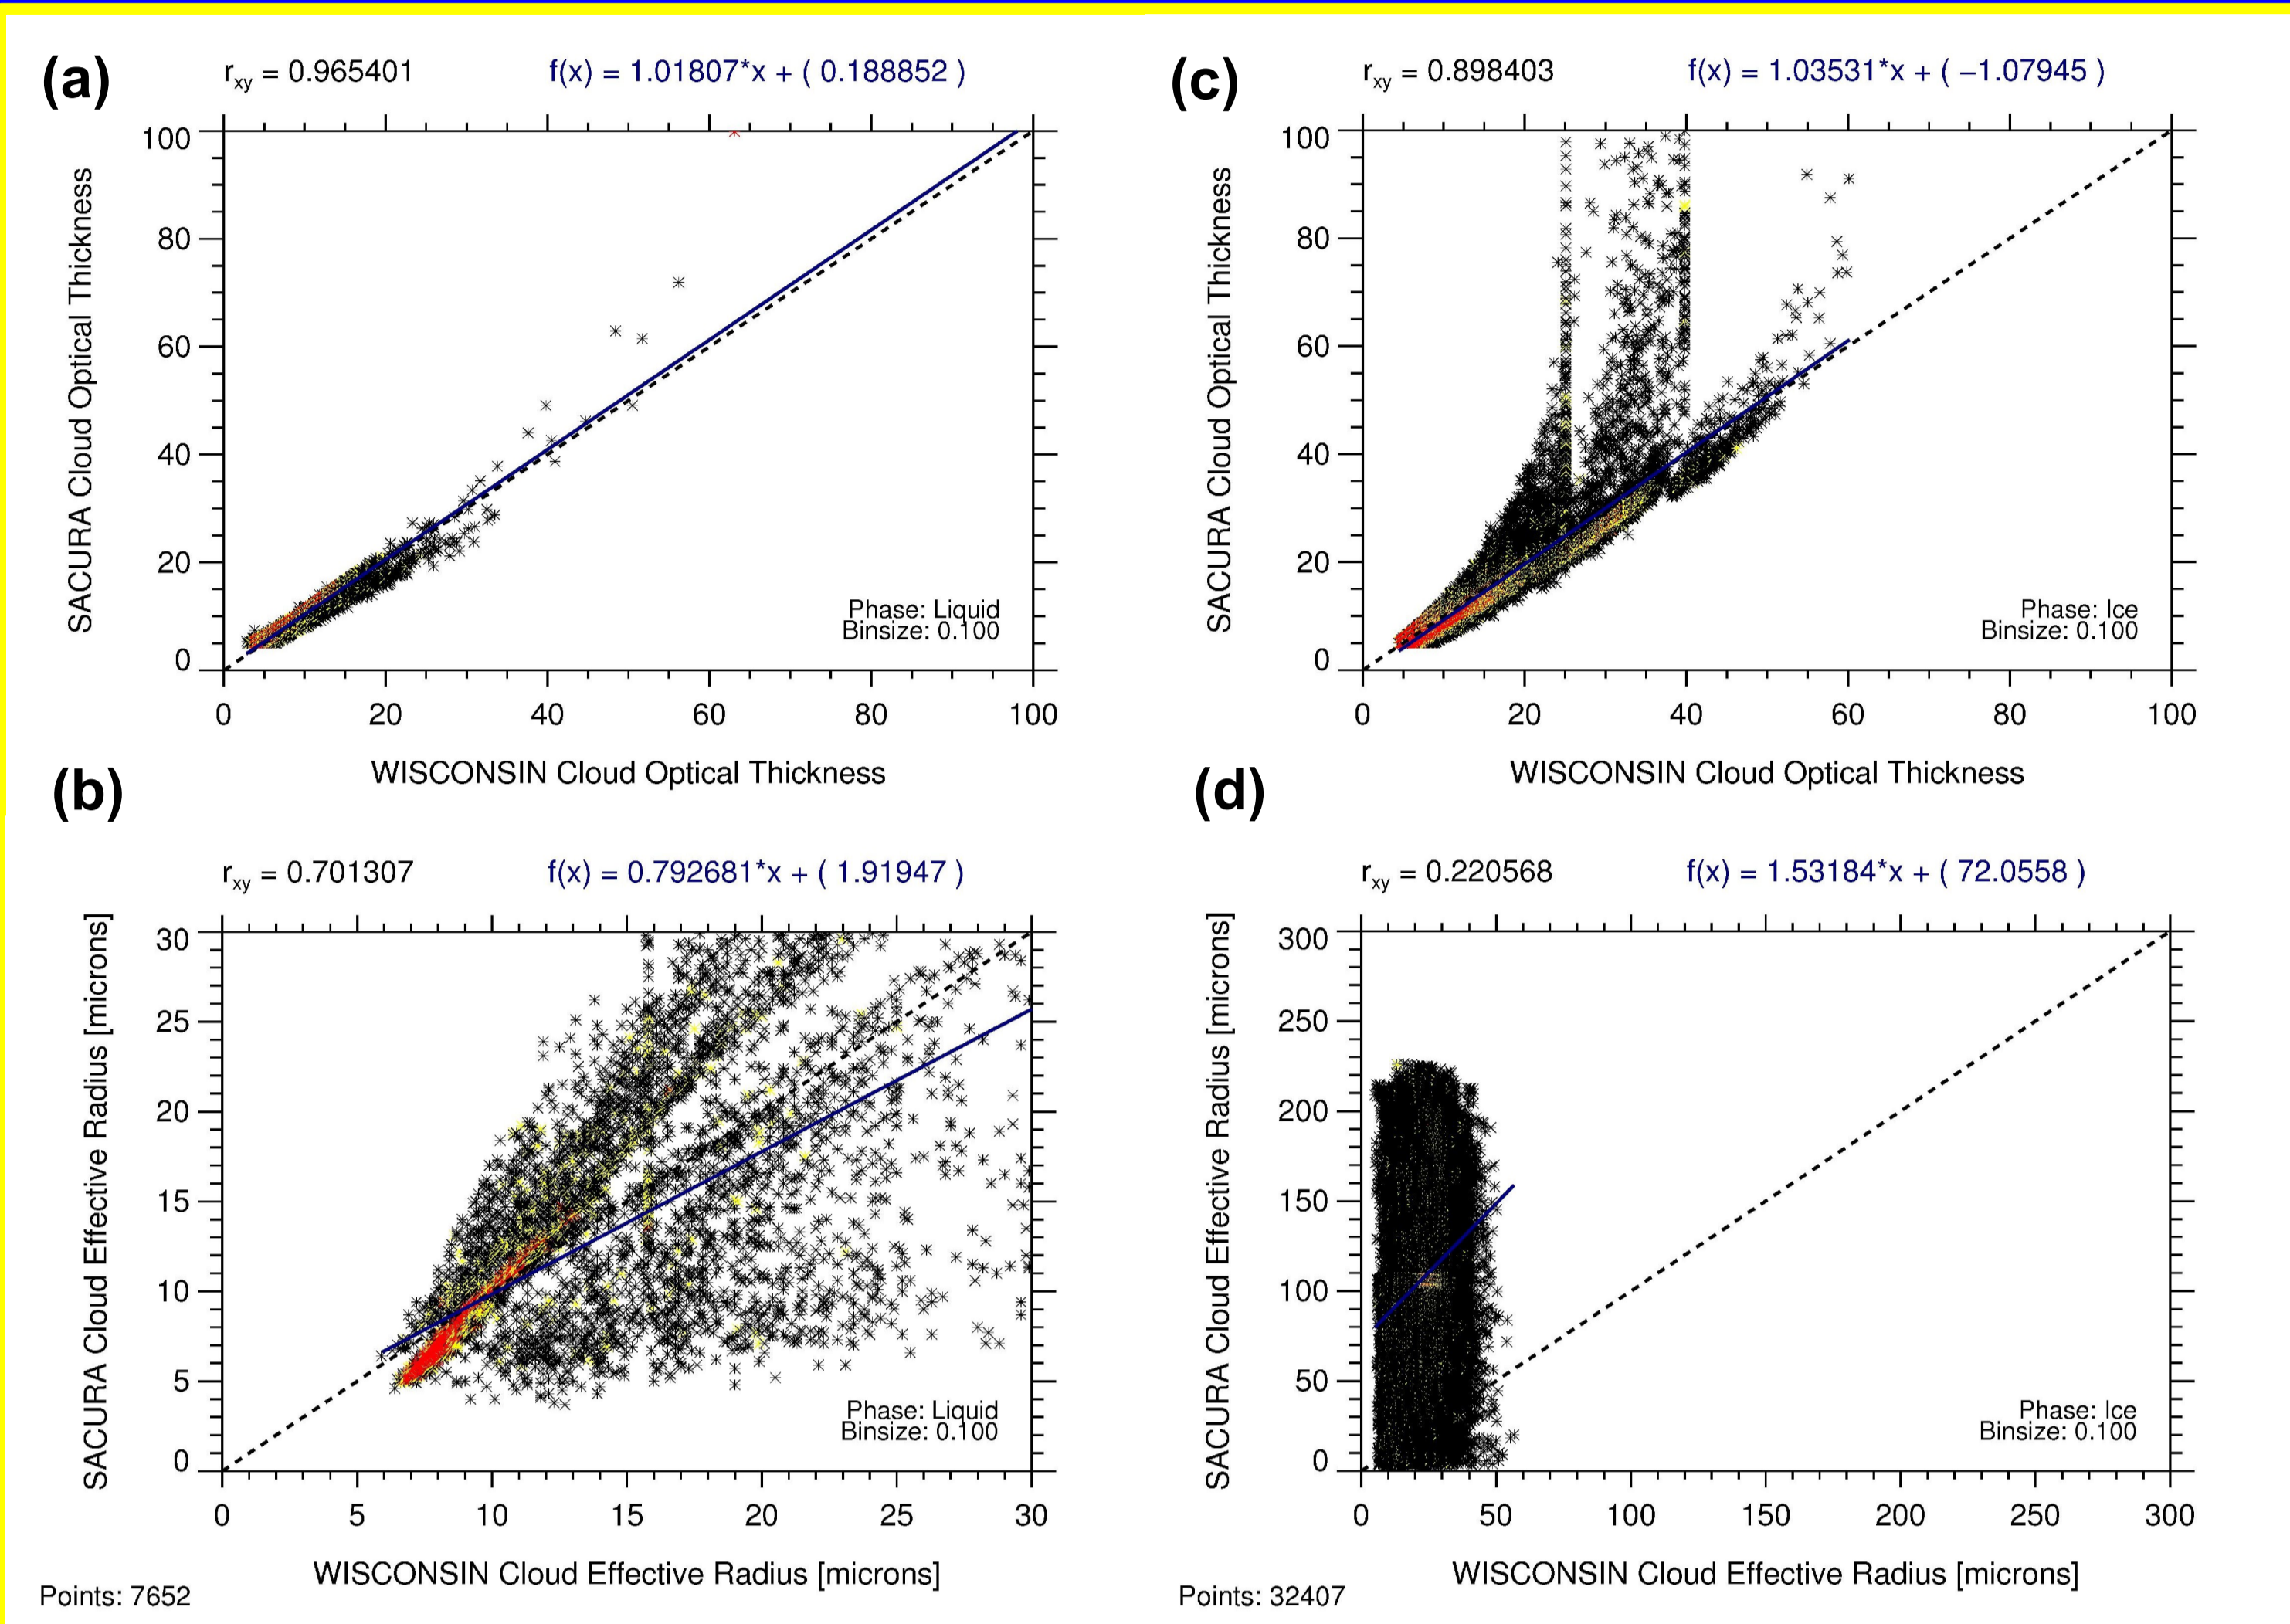 (a)
r_xy = 0.965401 f(x) = 1.01807*x + ( 0.188852 )
SACURA Cloud Optical Thickness
100
80
60
40
20
0
Phase: Liquid
Binsize: 0.100
0 20 40 60 80 100
WISCONSIN Cloud Optical Thickness
(c)
r_xy = 0.898403 f(x) = 1.03531*x + ( −1.07945 )
SACURA Cloud Optical Thickness
100
80
60
40
20
0
Phase: Ice
Binsize: 0.100
0 20 40 60 80 100
WISCONSIN Cloud Optical Thickness
(b)
r_xy = 0.701307 f(x) = 0.792681*x + ( 1.91947 )
SACURA Cloud Effective Radius [microns]
30
25
20
15
10
5
0
Phase: Liquid
Binsize: 0.100
0 5 10 15 20 25 30
WISCONSIN Cloud Effective Radius [microns]
Points: 7652
(d)
r_xy = 0.220568 f(x) = 1.53184*x + ( 72.0558 )
SACURA Cloud Effective Radius [microns]
300
250
200
150
100
50
0
Phase: Ice
Binsize: 0.100
0 50 100 150 200 250 300
WISCONSIN Cloud Effective Radius [microns]
Points: 32407